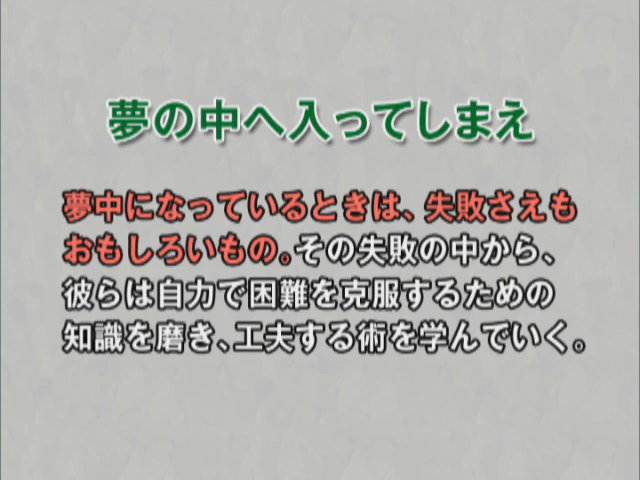 夢の中へ入ってしまえ
夢中になっているときは、失敗さえも
おもしろいもの。その失敗の中から、
彼らは自力で困難を克服するための
知識を磨き、工夫する術を学んでいく。